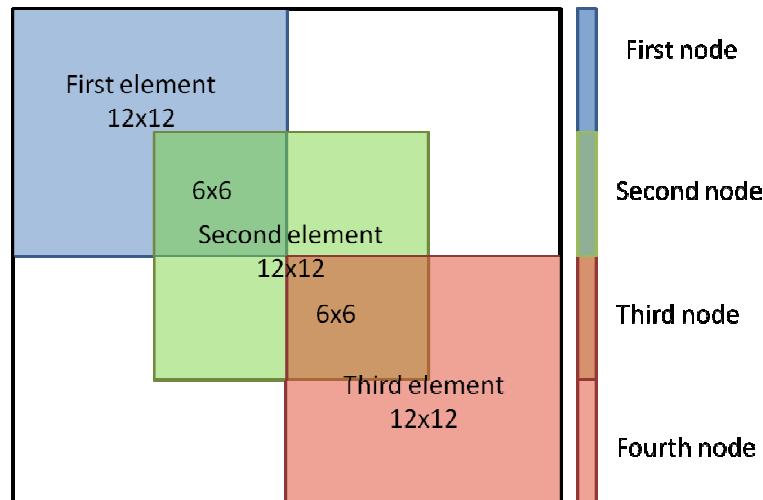 First element
12x12
6x6
Second element
12x12
6x6
Third element
12x12
First node
Second node
Third node
Fourth node